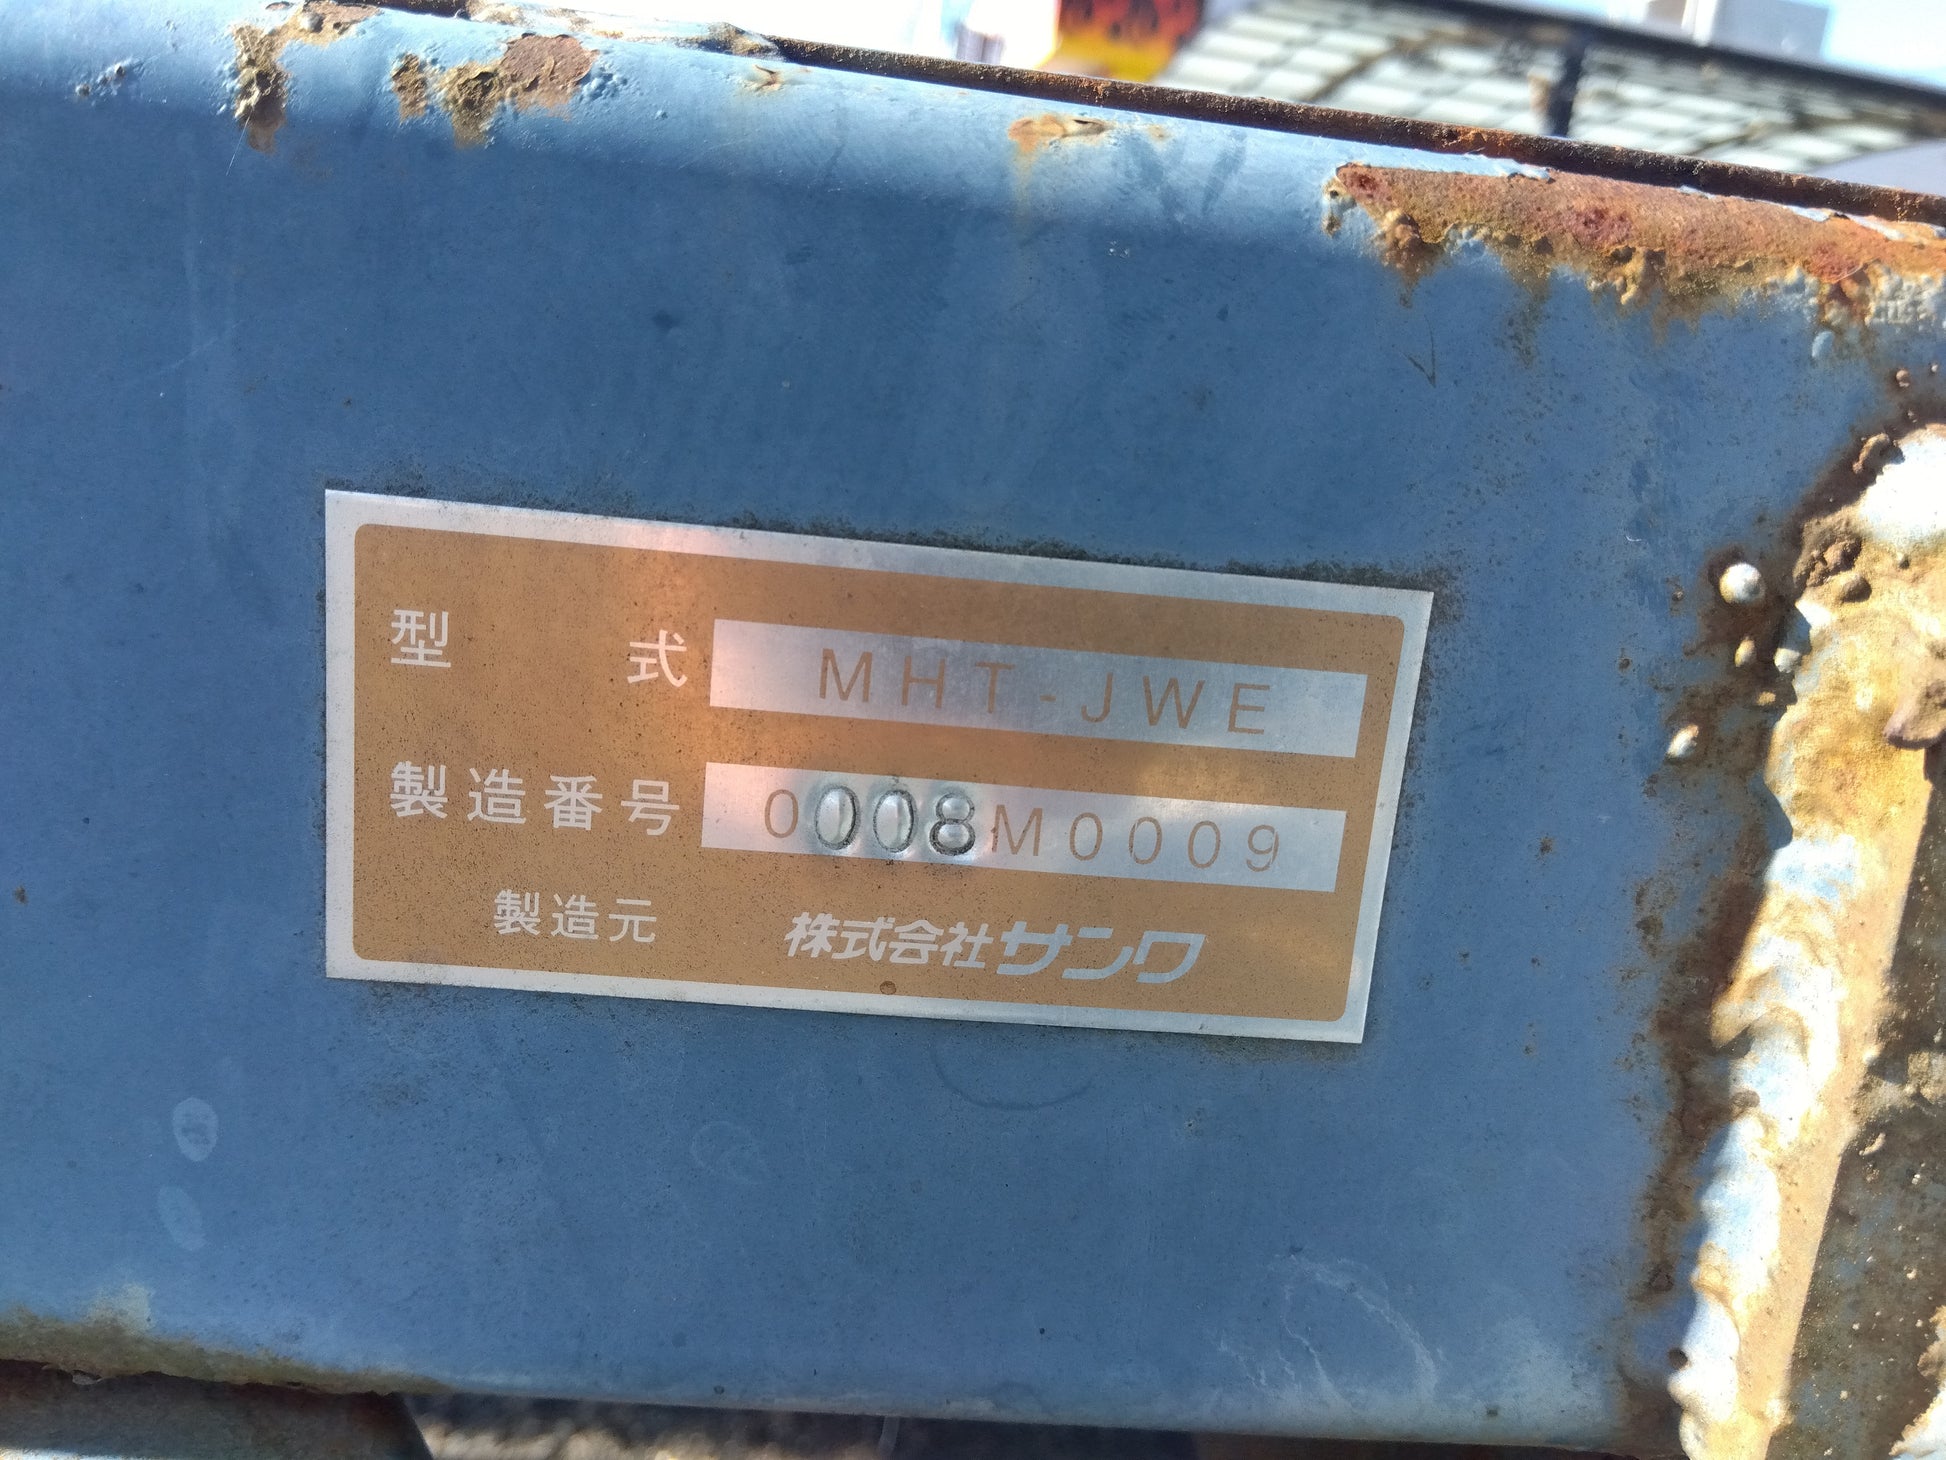 型式 MHT-JWE
製造番号 0008M0009
製造元 株式会社サンワ